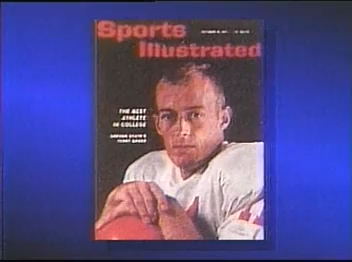 Sports
Illustrated
THE BEST
ATHLETE
IN COLLEGE
OREGON STATE'S
TERRY BAKER